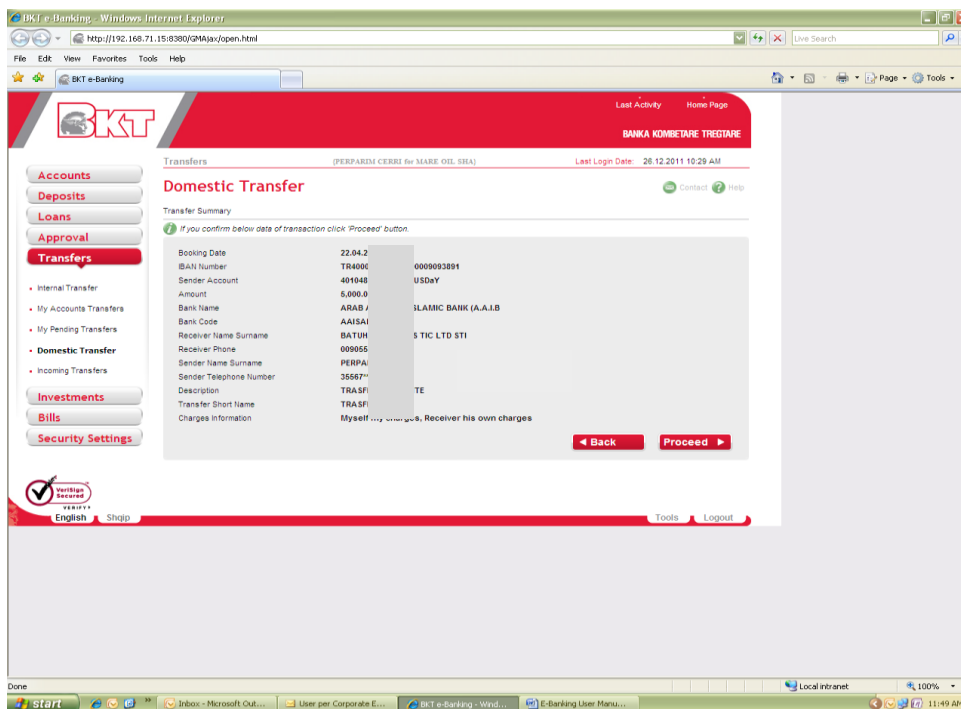 BKT e-Banking - Windows Internet Explorer
http://192.168.71.15:8380/GMAjax/open.html
Live Search
File Edit View Favorites Tools Help
BKT e-Banking
Page Tools
BKT
Last Activity Home Page
BANKA KOMBETARE TREGTARE
Transfers [PERPARIM CERRI for MARE OIL SHA] Last Login Date: 26.12.2011 10:29 AM
Accounts
Deposits
Loans
Approval
Transfers
Internal Transfer
My Accounts Transfers
My Pending Transfers
Domestic Transfer
Incoming Transfers
Investments
Bills
Security Settings
Domestic Transfer
Contact Help
Transfer Summary
If you confirm below data of transaction click 'Proceed' button.
Booking Date 22.04.2
IBAN Number TR4000 0009093891
Sender Account 401048 USDaY
Amount 5,000.0
Bank Name ARAB SLAMIC BANK (A.A.I.B
Bank Code AAISA
Receiver Name Surname BATUH S TIC LTD STI
Receiver Phone 009055
Sender Name Surname PERPA
Sender Telephone Number 35567
Description TRASF TE
Transfer Short Name TRASF
Charges Information Myself my charges, Receiver his own charges
Back Proceed
VeriSign
Secured
VERIFY
English Shqip
Tools Logout
Done Local intranet 100%
start Inbox - Microsoft Out... User per Corporate E... BKT e-Banking - Wind... E-Banking User Manu... 11:49 AM